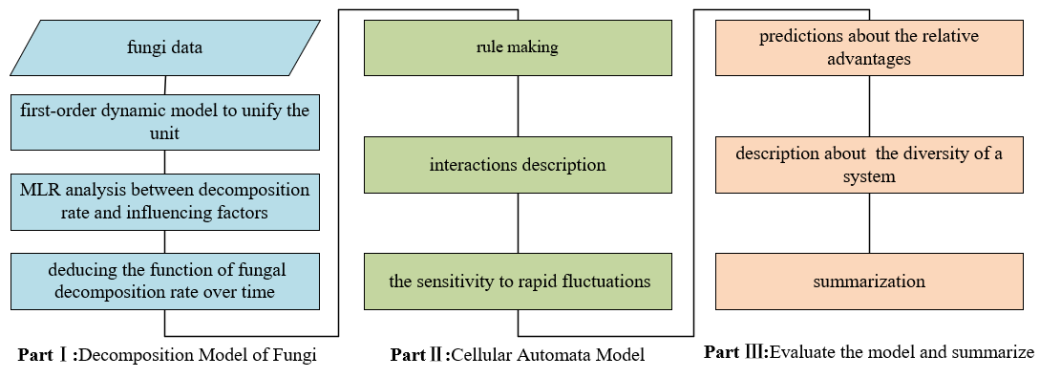 fungi data
first-order dynamic model to unify the
unit
MLR analysis between decomposition
rate and influencing factors
deducing the function of fungal
decomposition rate over time
Part Ⅰ:Decomposition Model of Fungi
rule making
interactions description
the sensitivity to rapid fluctuations
Part Ⅱ:Cellular Automata Model
predictions about the relative
advantages
description about the diversity of a
system
summarization
Part Ⅲ:Evaluate the model and summarize